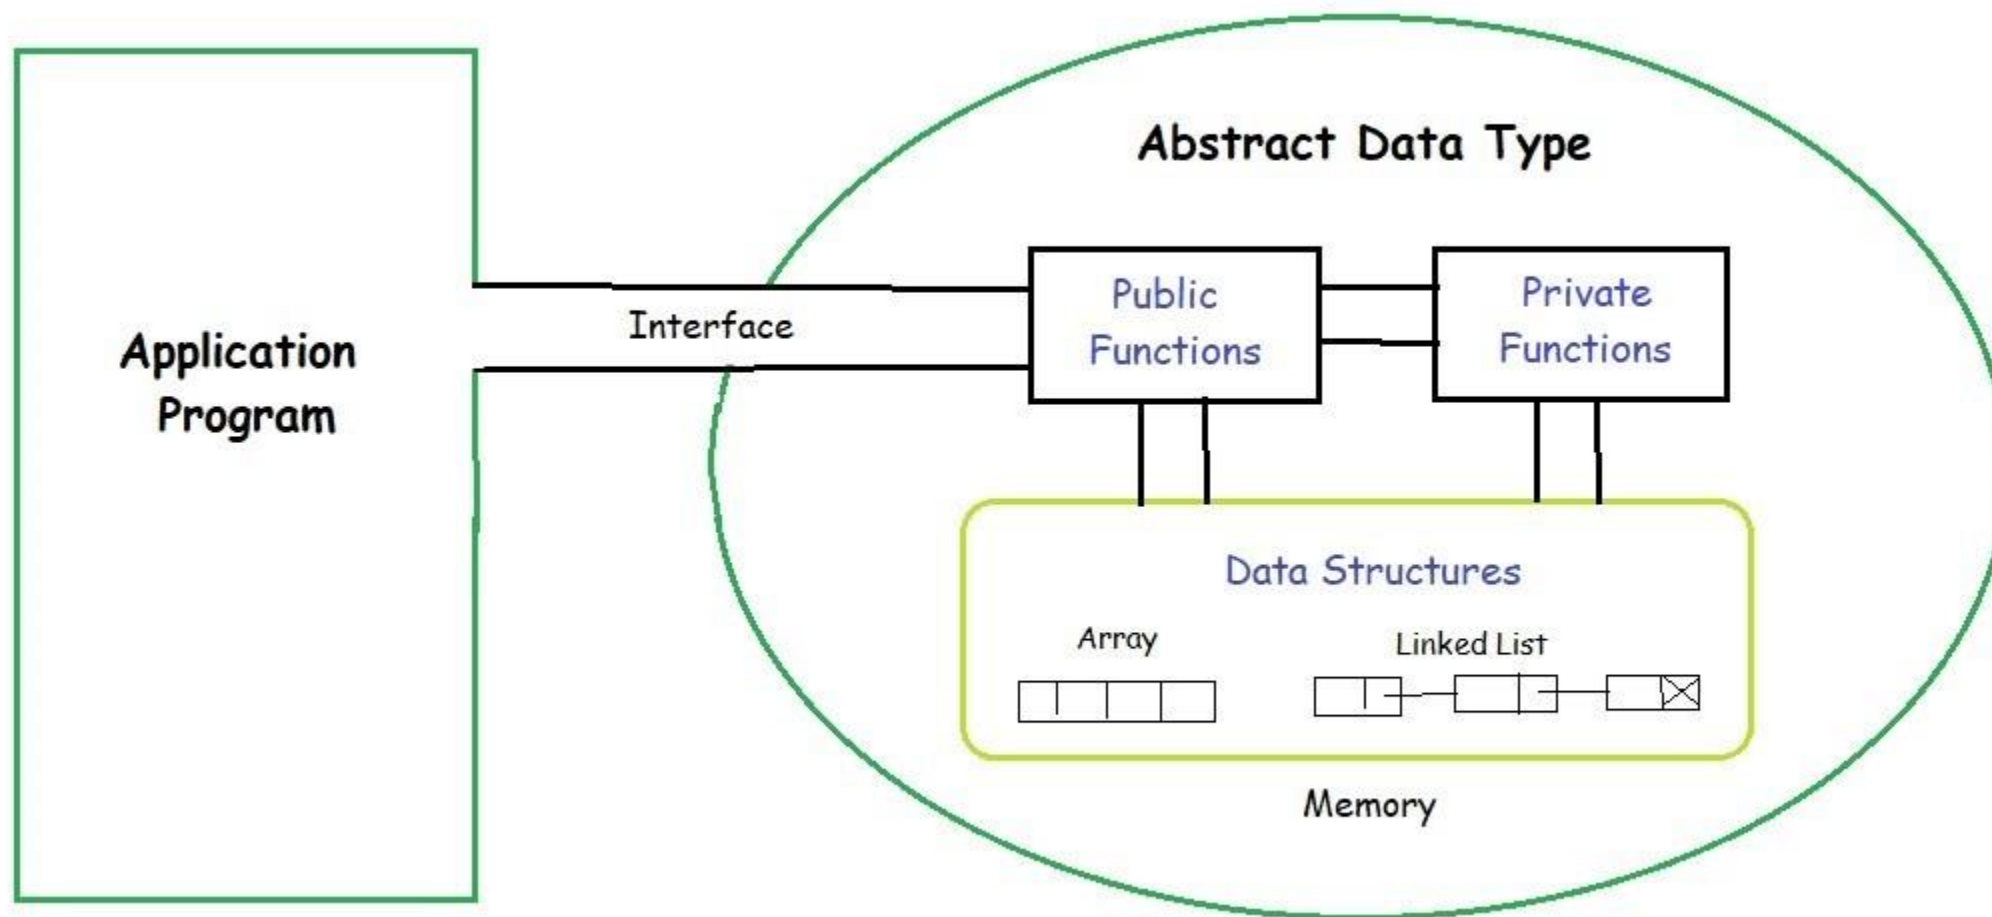 Abstract Data Type
Application
Program
Interface
Public
Functions
Private
Functions
Data Structures
Array
Linked List
Memory